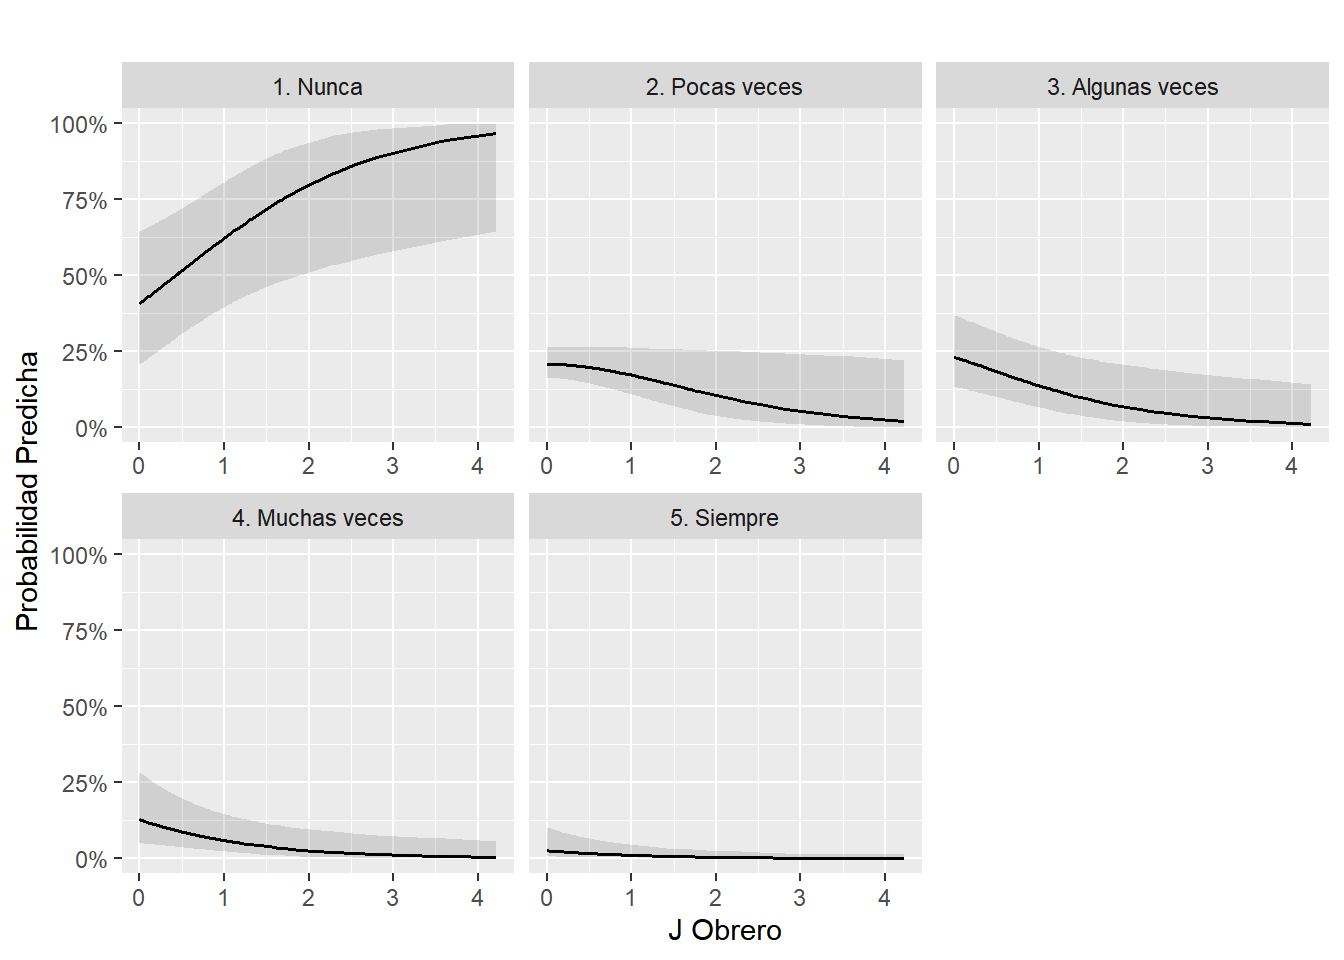 1. Nunca
2. Pocas veces
3. Algunas veces
100%
75%
50%
25%
0%
0 1 2 3 4
0 1 2 3 4
0 1 2 3 4
4. Muchas veces
5. Siempre
100%
75%
50%
25%
0%
0 1 2 3 4
0 1 2 3 4
Probabilidad Predicha
J Obrero